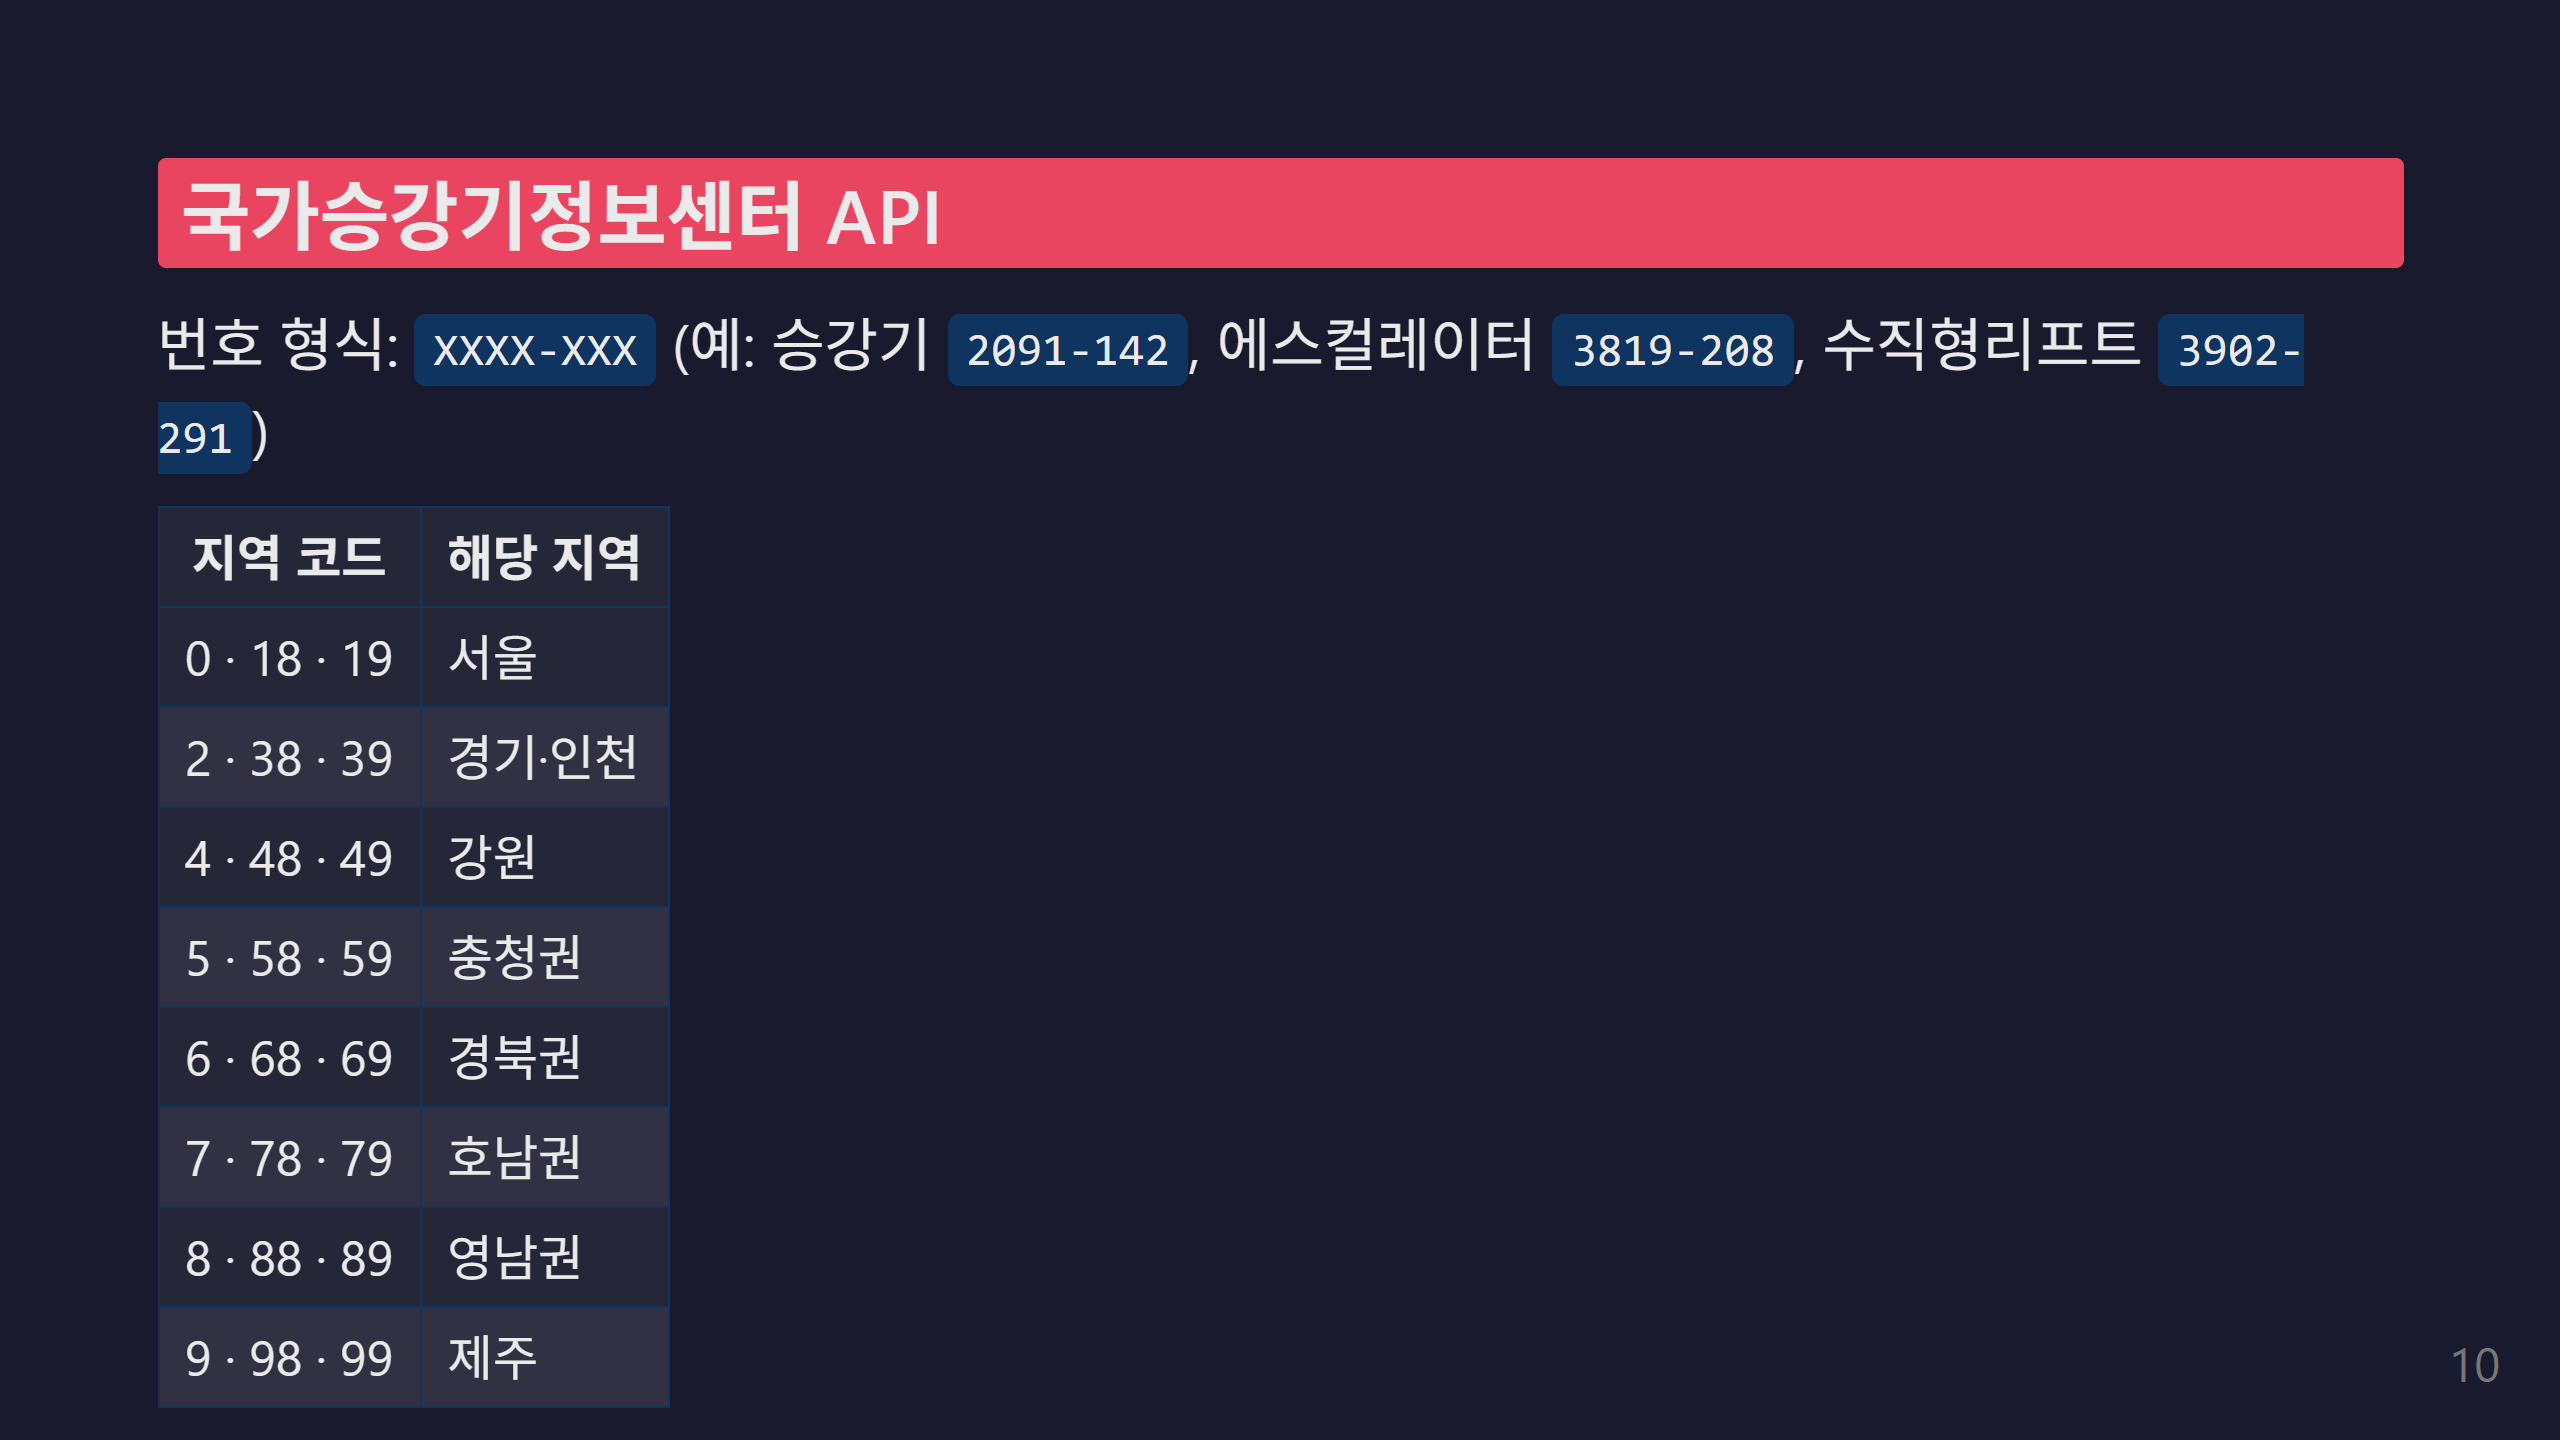 국가승강기정보센터 API
번호 형식: XXXX-XXX (예: 승강기 2091-142, 에스컬레이터 3819-208, 수직형리프트 3902-
291)
지역 코드 해당 지역
0 · 18 · 19 서울
2 · 38 · 39 경기·인천
4 · 48 · 49 강원
5 · 58 · 59 충청권
6 · 68 · 69 경북권
7 · 78 · 79 호남권
8 · 88 · 89 영남권
9 · 98 · 99 제주
10